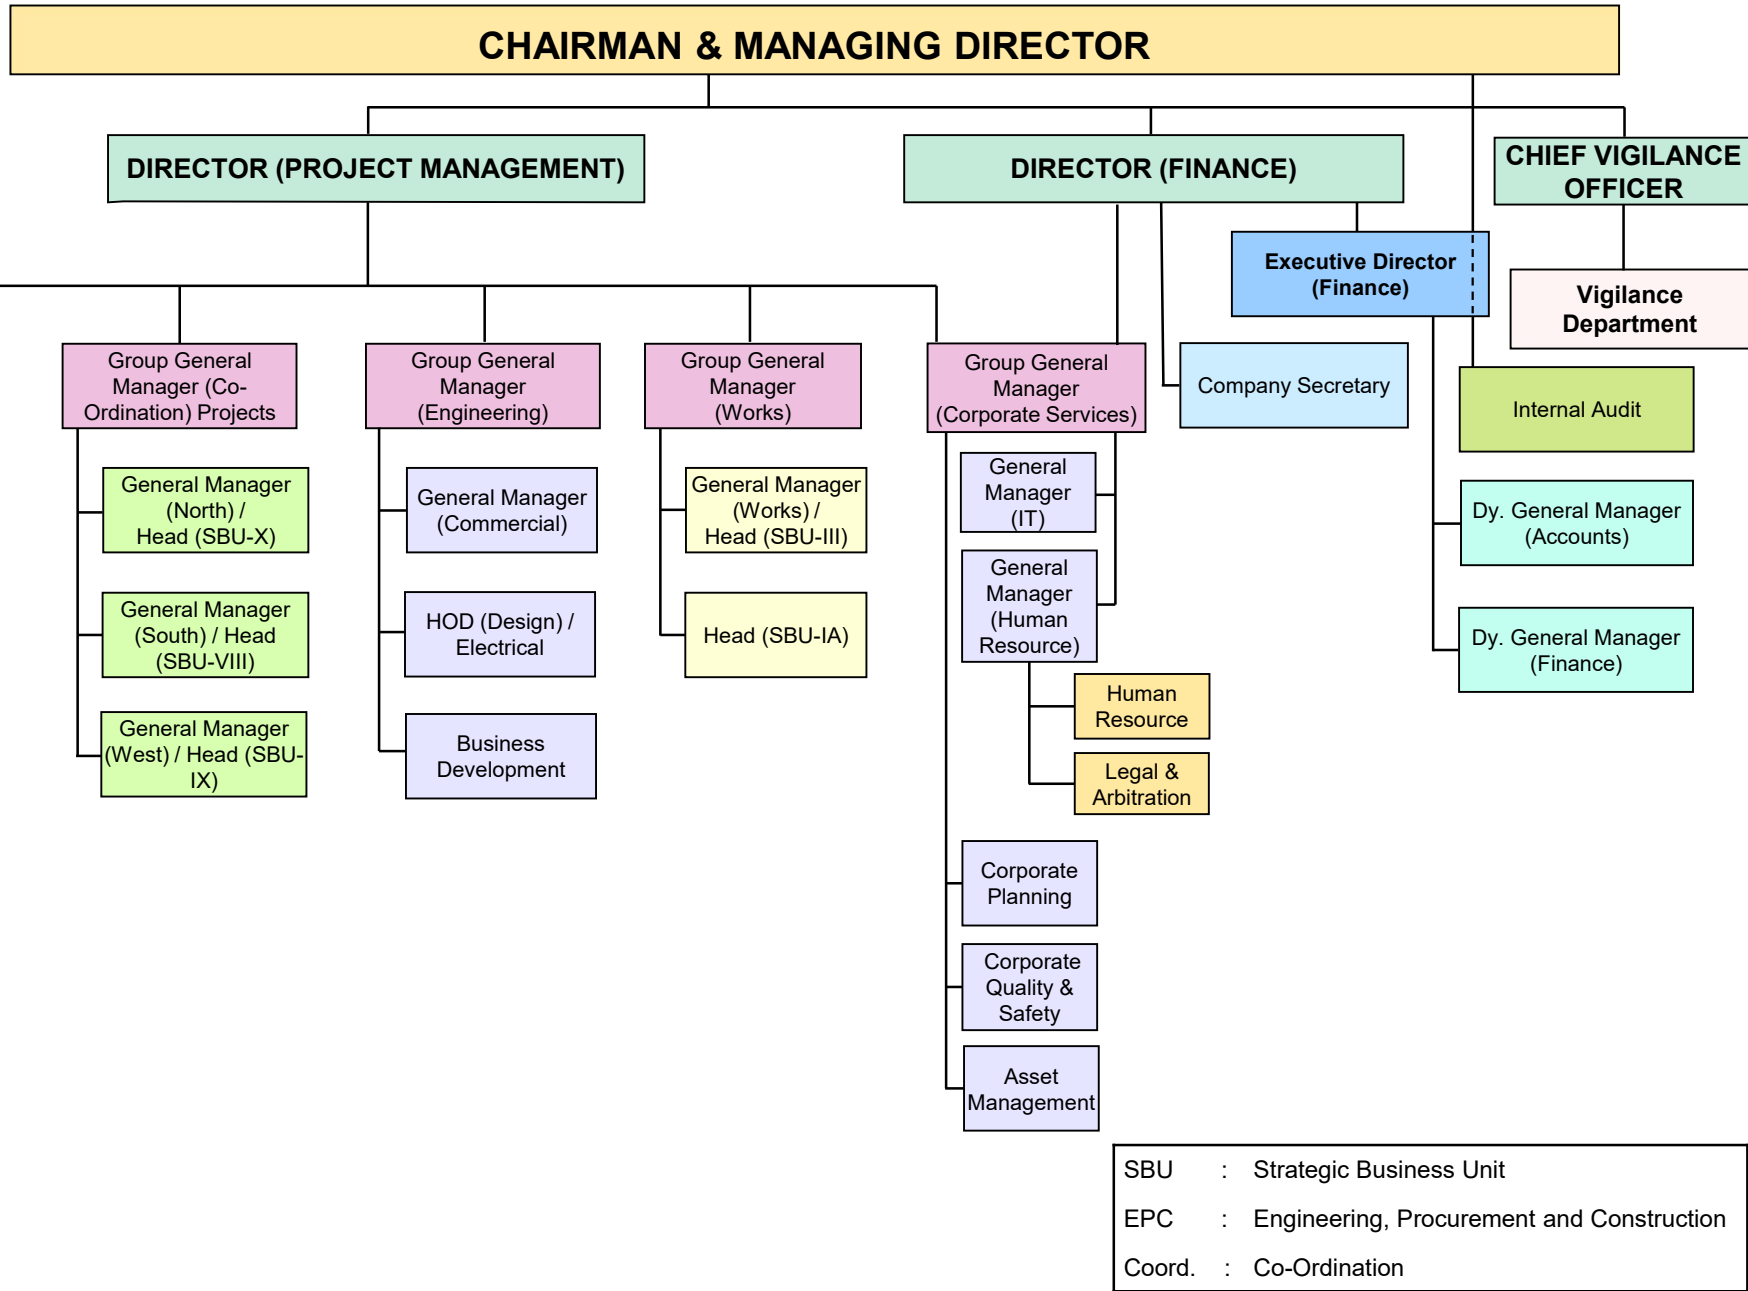 CHAIRMAN & MANAGING DIRECTOR
DIRECTOR (PROJECT MANAGEMENT)
DIRECTOR (FINANCE)
CHIEF VIGILANCE
OFFICER
Executive Director
(Finance)
Vigilance
Department
Group General
Manager (Co-
Ordination) Projects
Group General
Manager
(Engineering)
Group General
Manager
(Works)
Group General
Manager
(Corporate Services)
Company Secretary
Internal Audit
General Manager
(North) /
Head (SBU-X)
General Manager
(South) / Head
(SBU-VIII)
General Manager
(West) / Head (SBU-
IX)
General Manager
(Commercial)
HOD (Design) /
Electrical
Business
Development
General Manager
(Works) /
Head (SBU-III)
Head (SBU-IA)
General
Manager
(IT)
General
Manager
(Human
Resource)
Human
Resource
Legal &
Arbitration
Corporate
Planning
Corporate
Quality &
Safety
Asset
Management
Dy. General Manager
(Accounts)
Dy. General Manager
(Finance)
SBU : Strategic Business Unit
EPC : Engineering, Procurement and Construction
Coord. : Co-Ordination